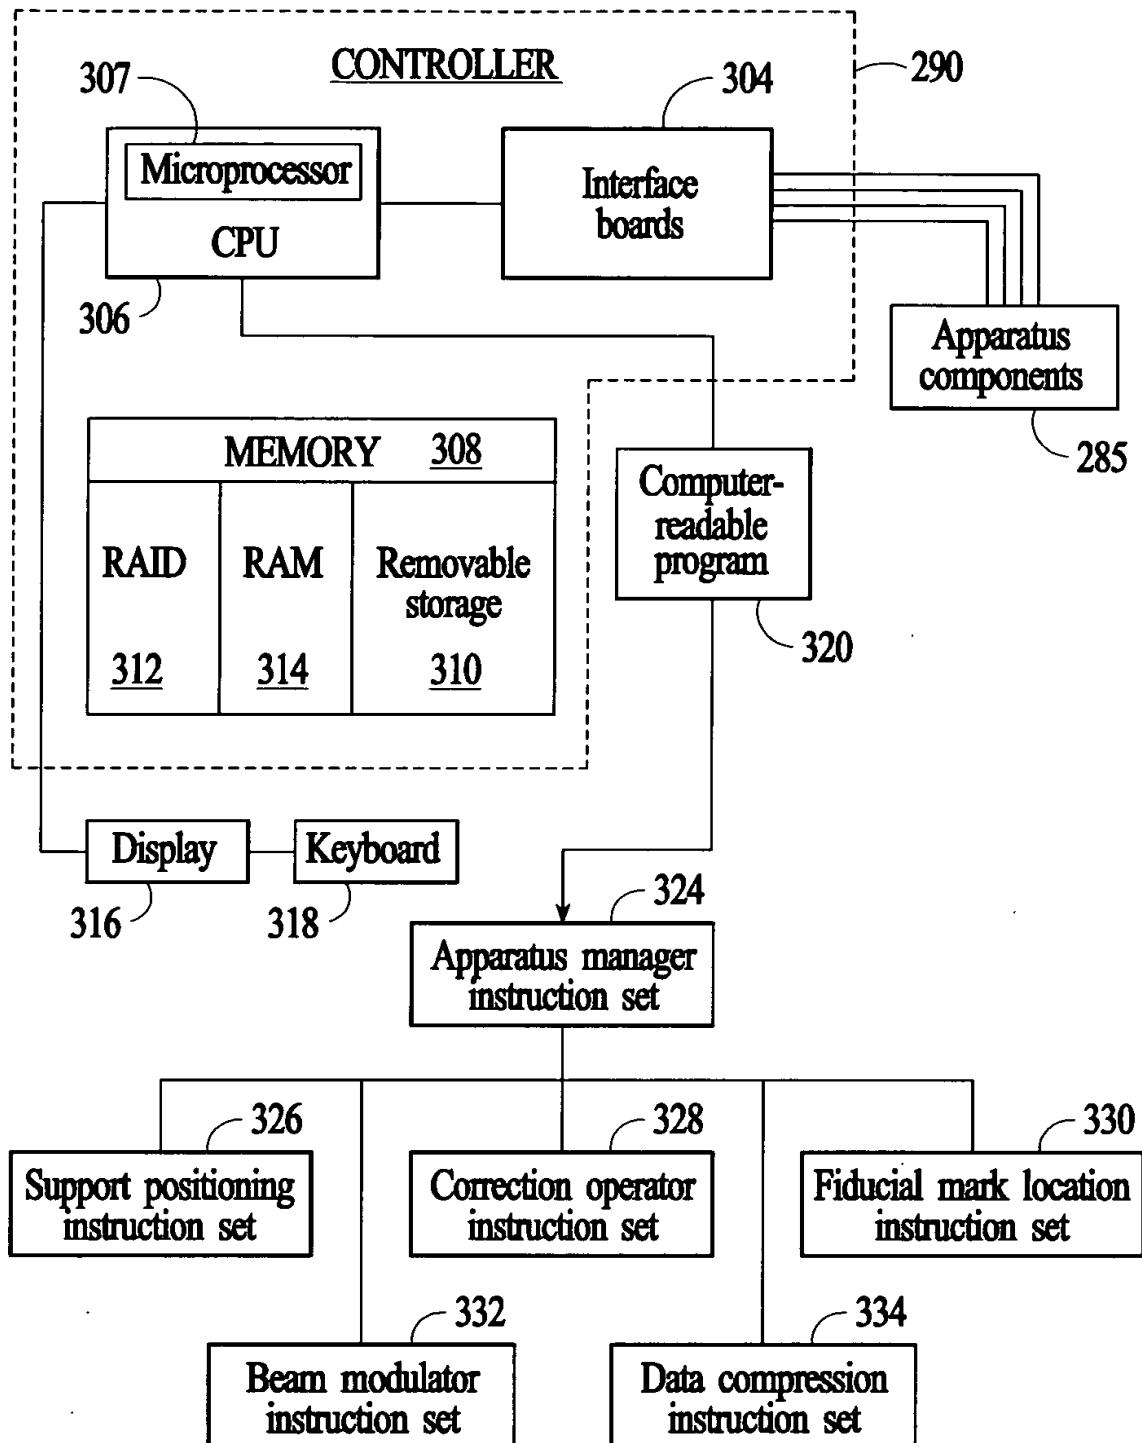 CONTROLLER
290
307
304
Microprocessor
CPU
Interface
boards
306
Apparatus
components
285
MEMORY 308
RAID
312
RAM
314
Removable
storage
310
Computer-
readable
program
320
Display
316
Keyboard
318
324
Apparatus manager
instruction set
326
Support positioning
instruction set
328
Correction operator
instruction set
330
Fiducial mark location
instruction set
332
Beam modulator
instruction set
334
Data compression
instruction set